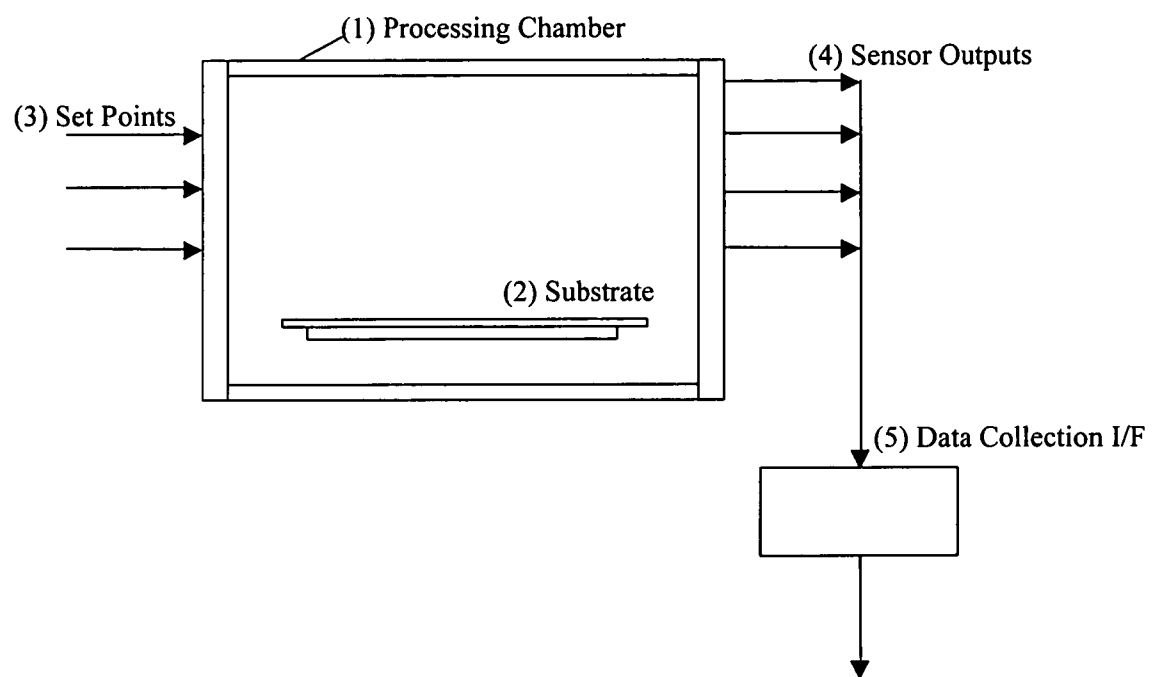 (1) Processing Chamber
(4) Sensor Outputs
(3) Set Points
(2) Substrate
(5) Data Collection I/F